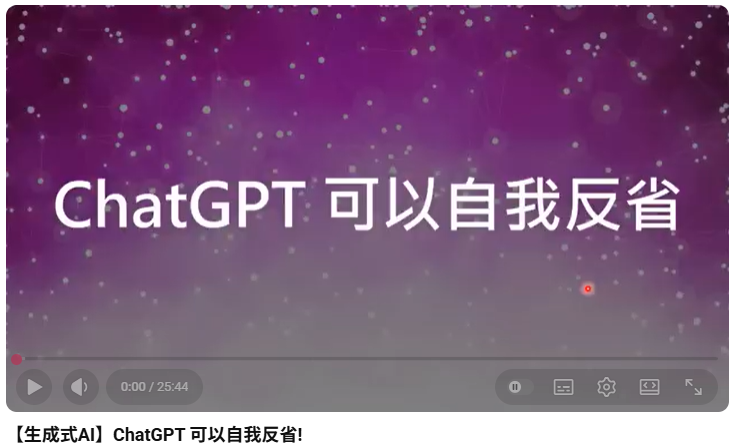 ChatGPT 可以自我反省
0:00 / 25:44
【生成式AI】ChatGPT 可以自我反省!